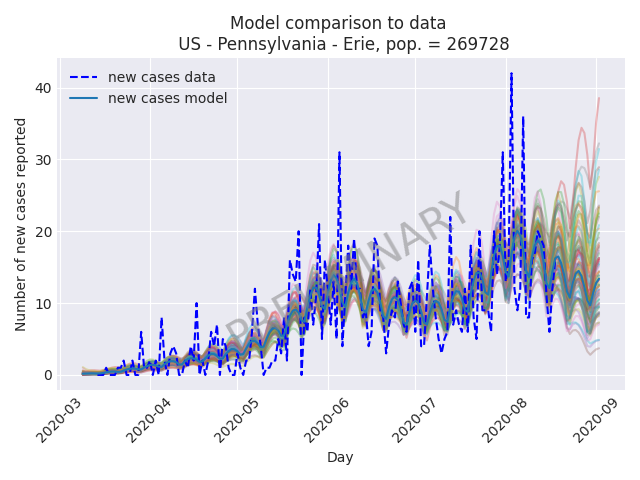 Model comparison to data
US - Pennsylvania - Erie, pop. = 269728
new cases data
new cases model
PRELIMINARY
Number of new cases reported
40
30
20
10
0
2020-03
2020-04
2020-05
2020-06
2020-07
2020-08
2020-09
Day